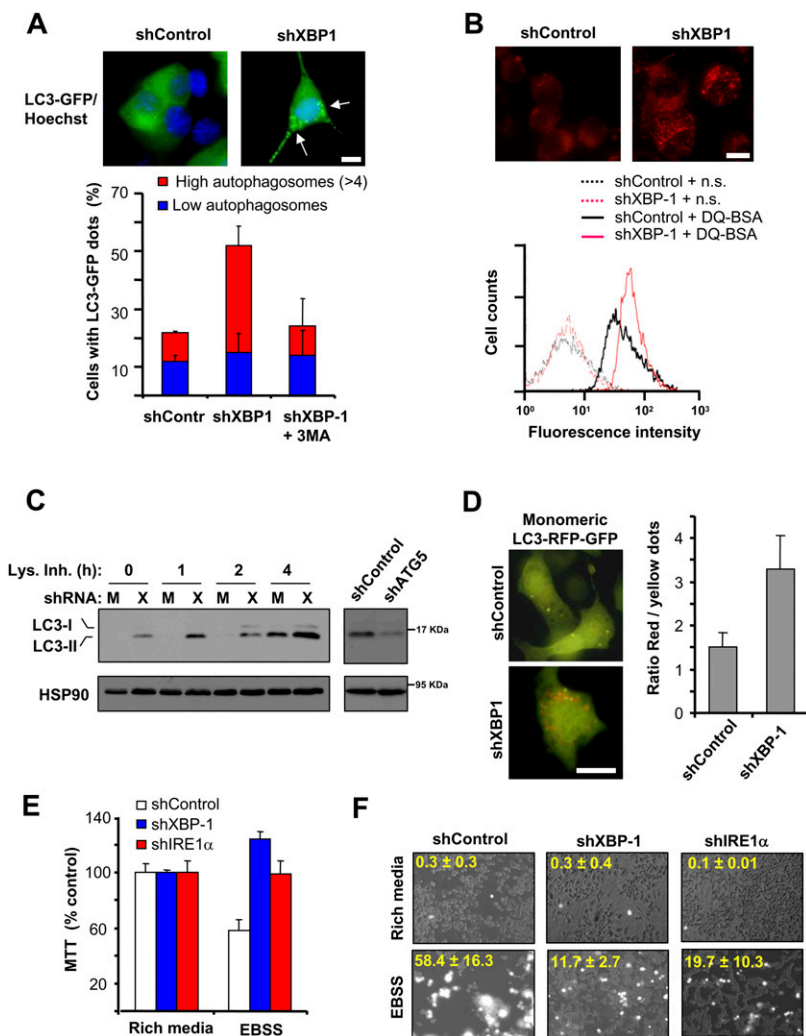 A
shControl
shXBP1
LC3-GFP/
Hoechst
High autophagosomes (>4)
Low autophagosomes
Cells with LC3-GFP dots (%)
70
50
30
10
shContr
shXBP1
shXBP-1
+ 3MA
B
shControl
shXBP1
shControl + n.s.
shXBP-1 + n.s.
shControl + DQ-BSA
shXBP-1 + DQ-BSA
Cell counts
10⁰
10¹
10²
10³
Fluorescence intensity
C
Lys. Inh. (h):
0
1
2
4
shRNA:
M X M X M X M X
LC3-I
LC3-II
HSP90
shControl
shATG5
17 KDa
95 KDa
D
Monomeric
LC3-RFP-GFP
shControl
shXBP1
Ratio Red / yellow dots
4
3
2
1
0
shControl
shXBP-1
E
shControl
shXBP-1
shIRE1α
MTT (% control)
140
100
60
20
Rich media
EBSS
F
shControl
shXBP-1
shIRE1α
Rich media
0.3 ± 0.3
0.3 ± 0.4
0.1 ± 0.01
EBSS
58.4 ± 16.3
11.7 ± 2.7
19.7 ± 10.3